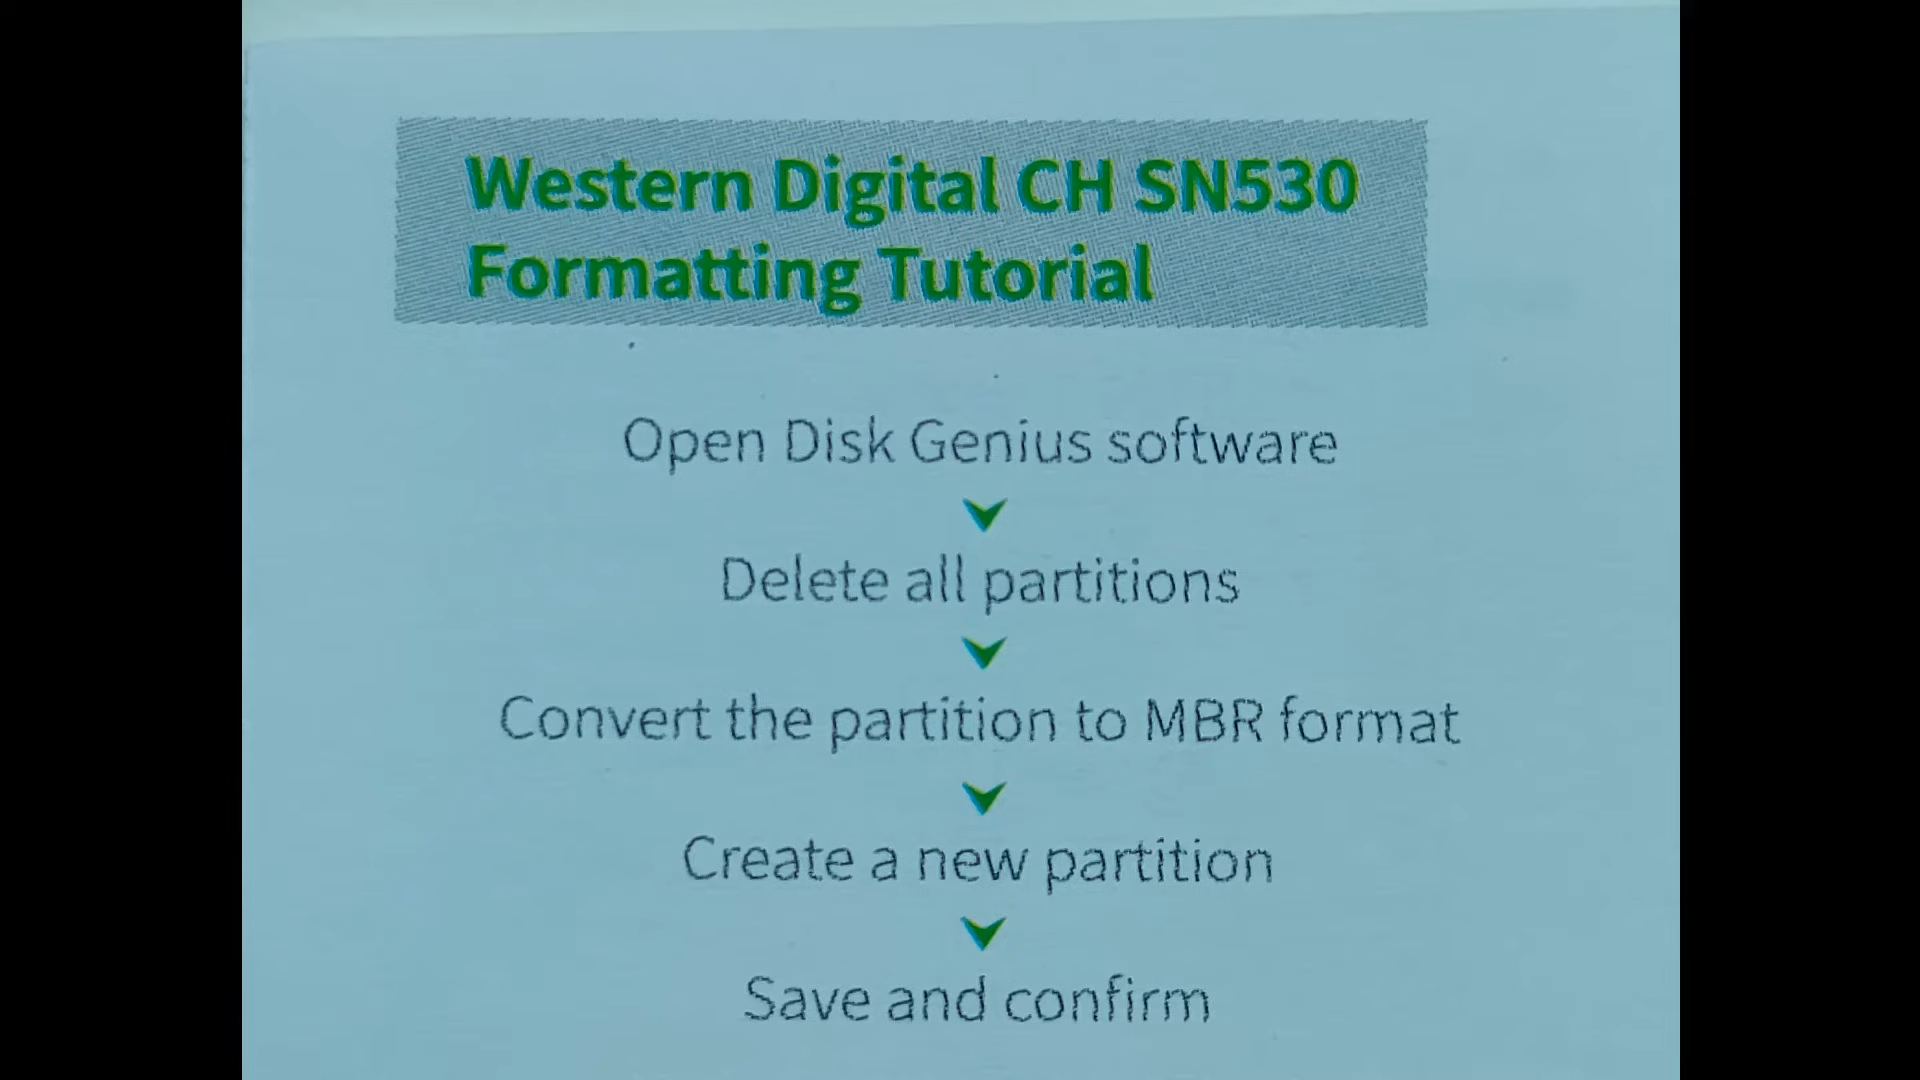 Western Digital CH SN530
Formatting Tutorial
Open Disk Genius software
Delete all partitions
Convert the partition to MBR format
Create a new partition
Save and confirm